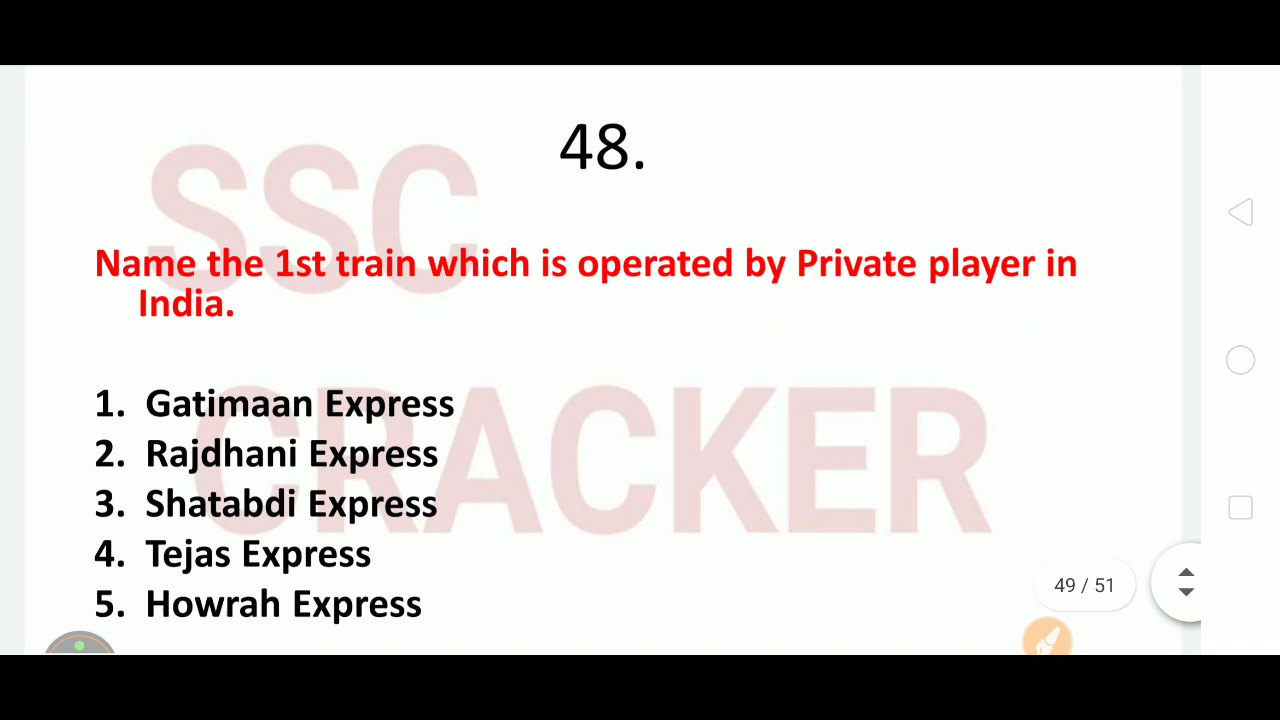 48.
SSC
Name the 1st train which is operated by Private player in
India.
CRACKER
1. Gatimaan Express
2. Rajdhani Express
3. Shatabdi Express
4. Tejas Express
5. Howrah Express
49 / 51